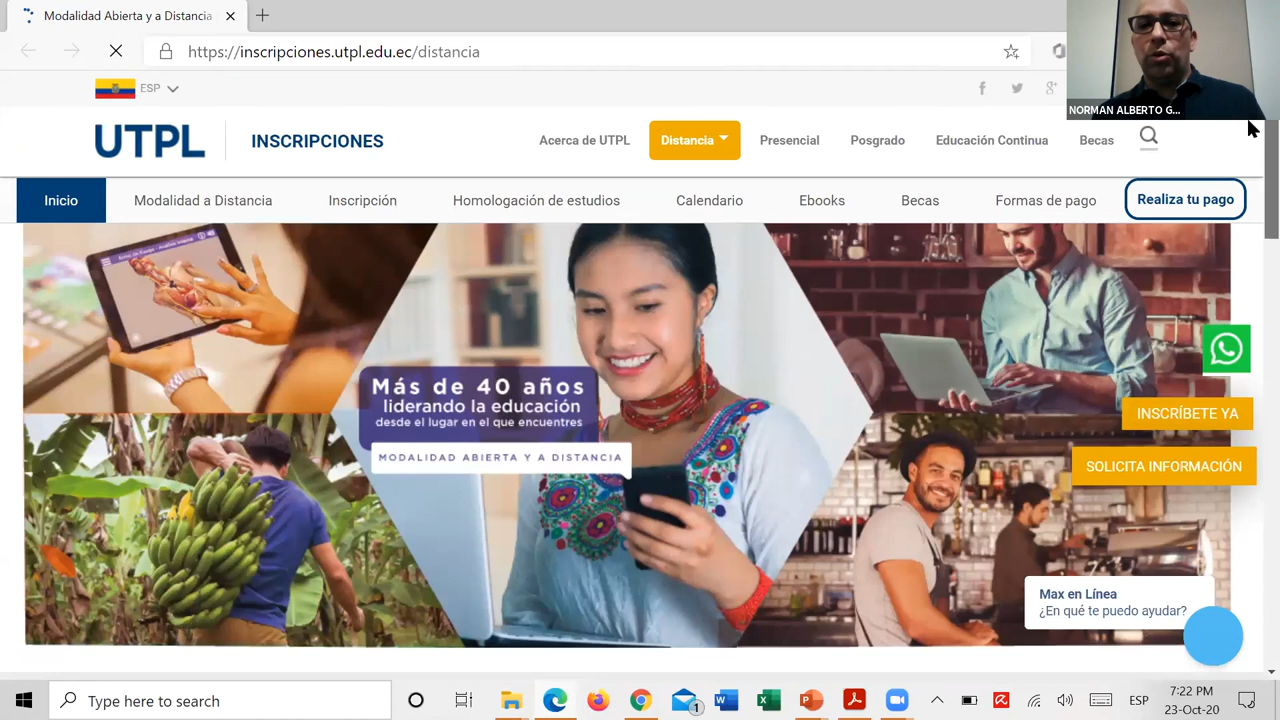 Modalidad Abierta y a Distancia
https://inscripciones.utpl.edu.ec/distancia
NORMAN ALBERTO G...
ESP
UTPL
INSCRIPCIONES
Acerca de UTPL
Distancia
Presencial
Posgrado
Educación Continua
Becas
Inicio
Modalidad a Distancia
Inscripción
Homologación de estudios
Calendario
Ebooks
Becas
Formas de pago
Realiza tu pago
Más de 40 años
liderando la educación
desde el lugar en el que encuentres
MODALIDAD ABIERTA Y A DISTANCIA
INSCRÍBETE YA
SOLICITA INFORMACIÓN
Max en Línea
¿En qué te puedo ayudar?
Type here to search
1
ESP
7:22 PM
23-Oct-20